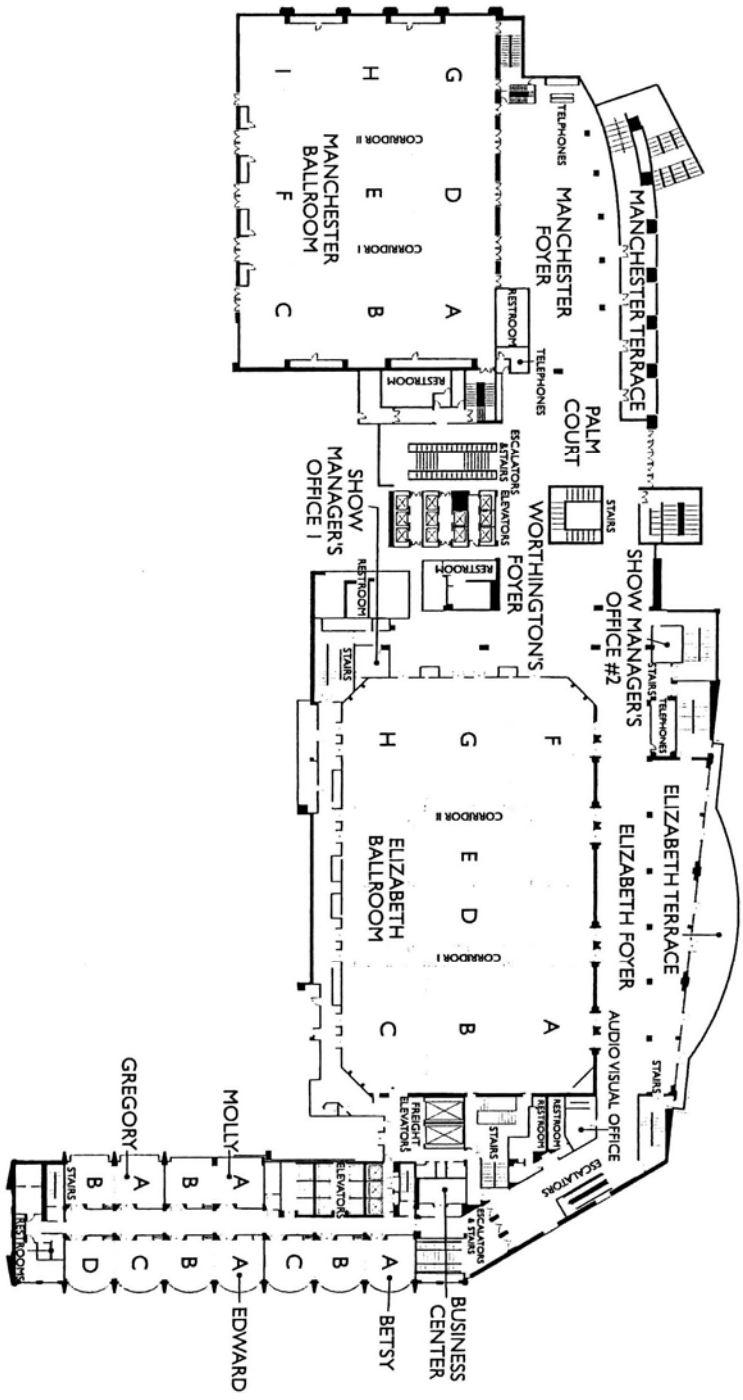 MANCHESTER TERRACE
TELPHONES
MANCHESTER
FOYER
G
D
A
H
E
B
I
F
C
CORRIDOR II
CORRIDOR I
MANCHESTER
BALLROOM
RESTROOM
TELEPHONES
RESTROOM
PALM
COURT
ESCALATORS
& STAIRS
ELEVATORS
STAIRS
WORTHINGTON'S
FOYER
SHOW
MANAGER'S
OFFICE 1
RESTROOM
RESTROOM
STAIRS
SHOW MANAGER'S
OFFICE #2
STAIRS
TELEPHONES
ELIZABETH TERRACE
ELIZABETH FOYER
F
A
G
E
D
B
H
C
CORRIDOR II
CORRIDOR I
ELIZABETH
BALLROOM
AUDIO VISUAL OFFICE
STAIRS
RESTROOM
RESTROOM
STAIRS
FREIGHT
ELEVATORS
ESCALATORS
ESCALATORS
& STAIRS
BUSINESS
CENTER
ELEVATORS
MOLLY
A
B
GREGORY
A
B
STAIRS
BETSY
A
B
C
EDWARD
A
B
C
D
RESTROOMS